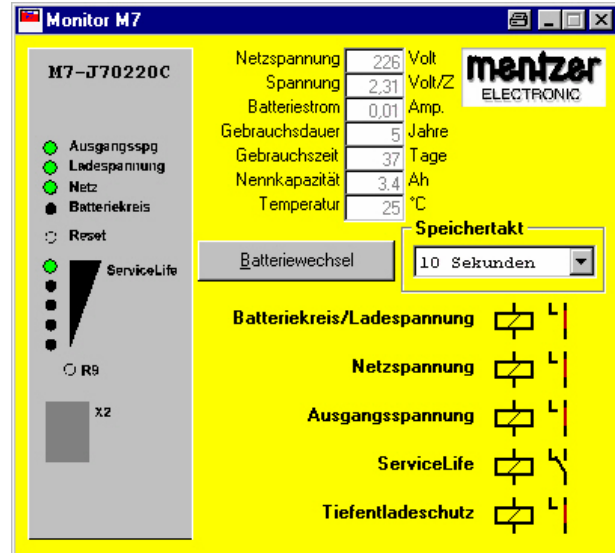 Monitor M7
M7-J70220C
Ausgangsspg
Ladespannung
Netz
Batteriekreis
Reset
ServiceLife
R9
X2
Netzspannung 226 Volt
Spannung 2,31 Volt/Z
Batteriestrom 0,01 Amp.
Gebrauchsdauer 5 Jahre
Gebrauchszeit 37 Tage
Nennkapazität 3.4 Ah
Temperatur 25 °C
mentzer
ELECTRONIC
Batteriewechsel
Speichertakt
10 Sekunden
Batteriekreis/Ladespannung
Netzspannung
Ausgangsspannung
ServiceLife
Tiefentladeschutz